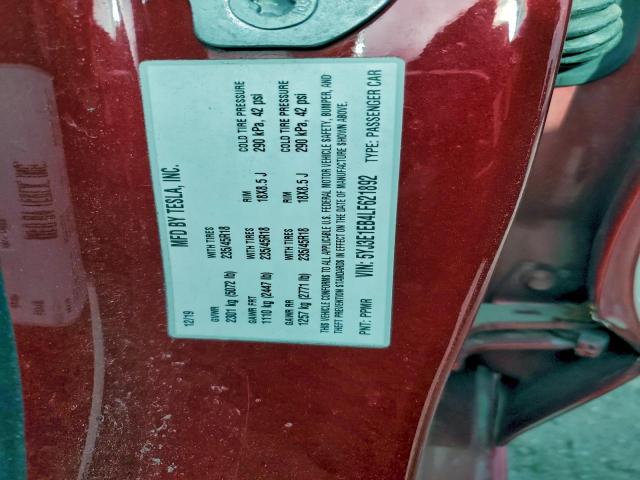 MFD BY TESLA, INC.
12/19
GVWR WITH TIRES RIM COLD TIRE PRESSURE
2301 kg (5072 lb) 235/45R18 18X8.5 J 290 kPa, 42 psi
GAWR FRT WITH TIRES RIM COLD TIRE PRESSURE
1110 kg (2447 lb) 235/45R18 18X8.5 J 290 kPa, 42 psi
GAWR RR
1257 kg (2771 lb) 235/45R18
THIS VEHICLE CONFORMS TO ALL APPLICABLE U.S. FEDERAL MOTOR VEHICLE SAFETY, BUMPER, AND
THEFT PREVENTION STANDARDS IN EFFECT ON THE DATE OF MANUFACTURE SHOWN ABOVE.
VIN: 5YJ3E1EB4LF621892
PNT: PPMR TYPE: PASSENGER CAR